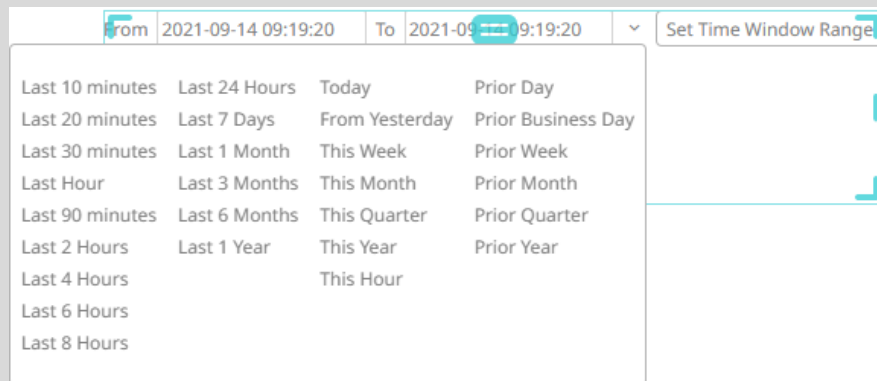 From 2021-09-14 09:19:20 To 2021-09-14 09:19:20 Set Time Window Range
Last 10 minutes Last 24 Hours Today Prior Day
Last 20 minutes Last 7 Days From Yesterday Prior Business Day
Last 30 minutes Last 1 Month This Week Prior Week
Last Hour Last 3 Months This Month Prior Month
Last 90 minutes Last 6 Months This Quarter Prior Quarter
Last 2 Hours Last 1 Year This Year Prior Year
Last 4 Hours This Hour
Last 6 Hours
Last 8 Hours